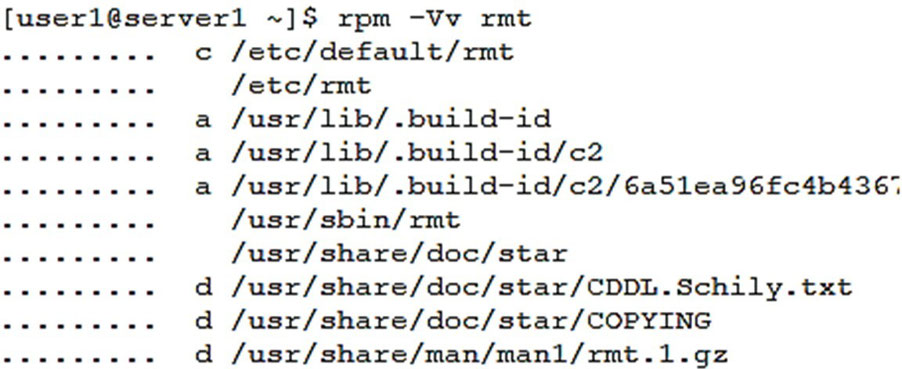 [user1@server1 ~]$ rpm -Vv rmt
.........  c /etc/default/rmt
.........    /etc/rmt
.........  a /usr/lib/.build-id
.........  a /usr/lib/.build-id/c2
.........  a /usr/lib/.build-id/c2/6a51ea96fc4b4367
.........    /usr/sbin/rmt
.........    /usr/share/doc/star
.........  d /usr/share/doc/star/CDDL.Schily.txt
.........  d /usr/share/doc/star/COPYING
.........  d /usr/share/man/man1/rmt.1.gz